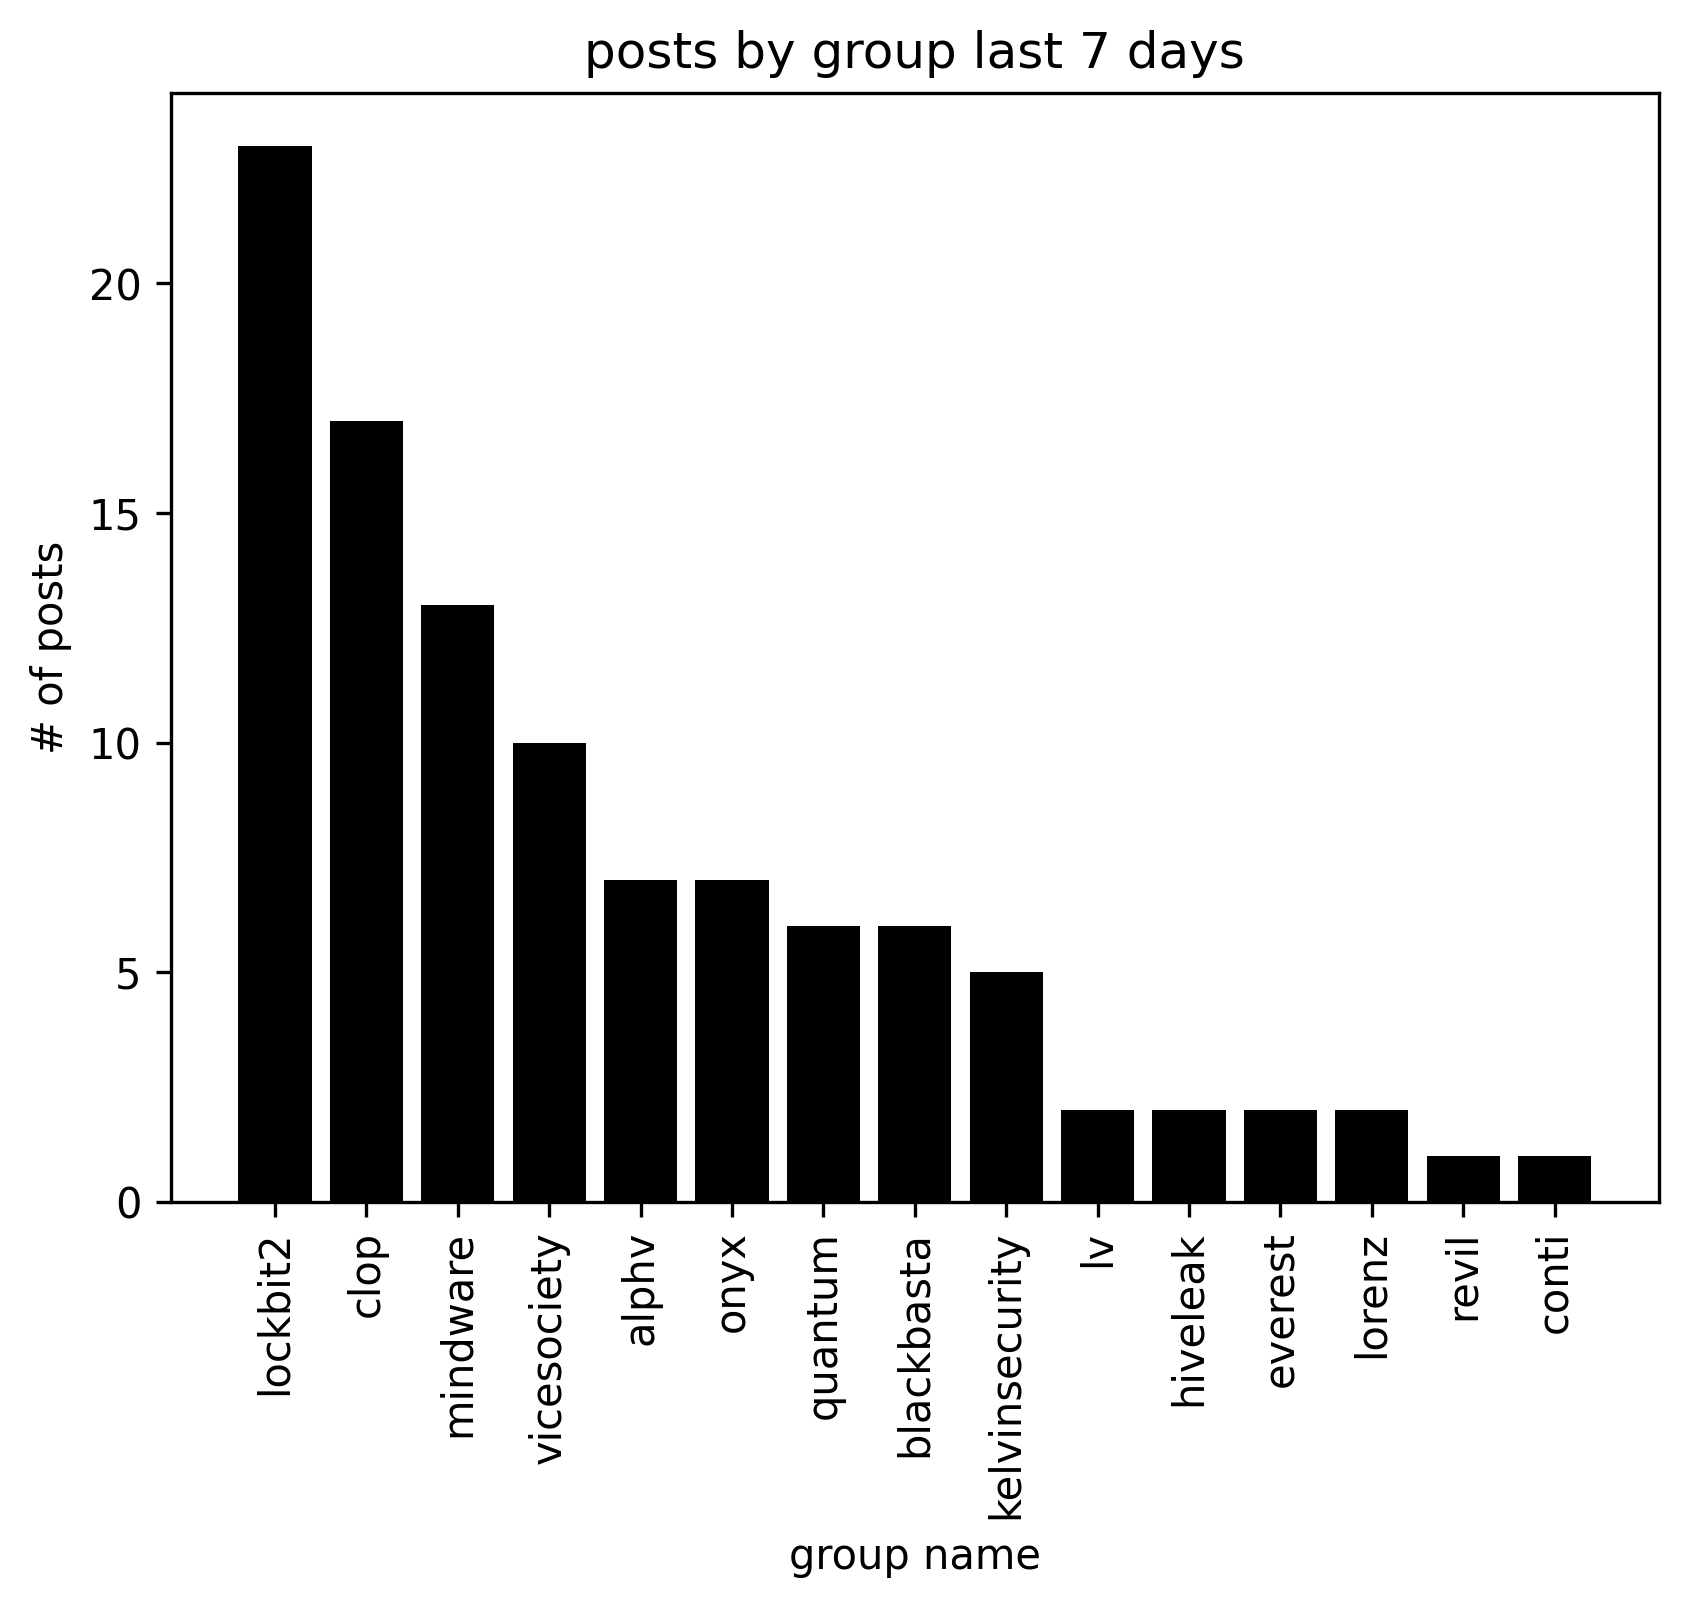 posts by group last 7 days
# of posts
20
15
10
5
0
lockbit2
clop
mindware
vicesociety
alphv
onyx
quantum
blackbasta
kelvinsecurity
lv
hiveleak
everest
lorenz
revil
conti
group name